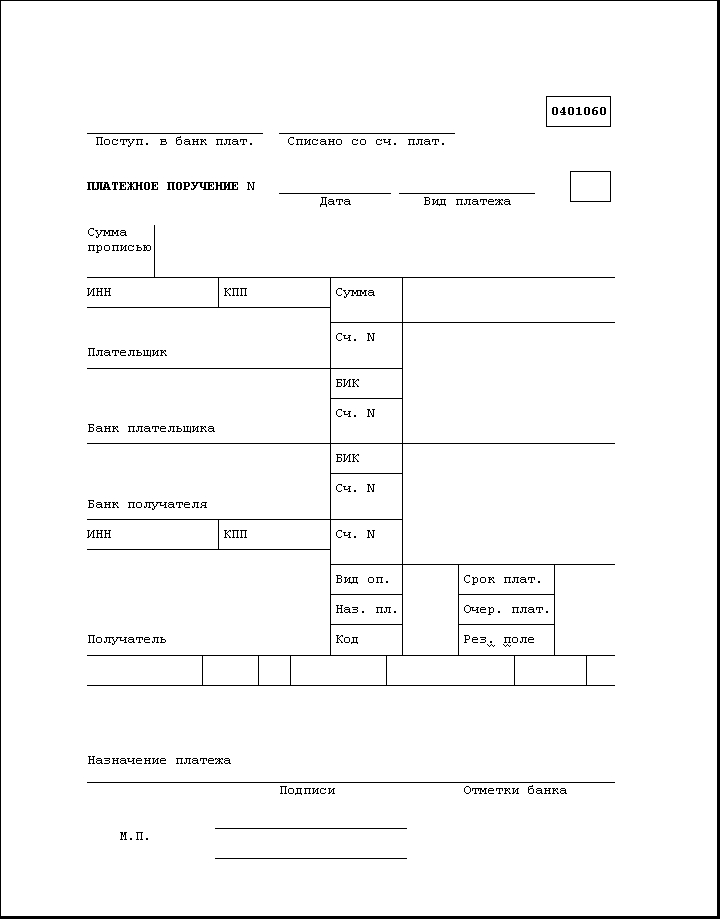 0401060
Поступ. в банк плат. Списано со сч. плат.
ПЛАТЕЖНОЕ ПОРУЧЕНИЕ N
Дата Вид платежа
Сумма
прописью
ИНН КПП Сумма
Сч. N
Плательщик
БИК
Сч. N
Банк плательщика
БИК
Сч. N
Банк получателя
ИНН КПП Сч. N
Вид оп. Срок плат.
Наз. пл. Очер. плат.
Получатель Код Рез. поле
Назначение платежа
Подписи Отметки банка
М.П.